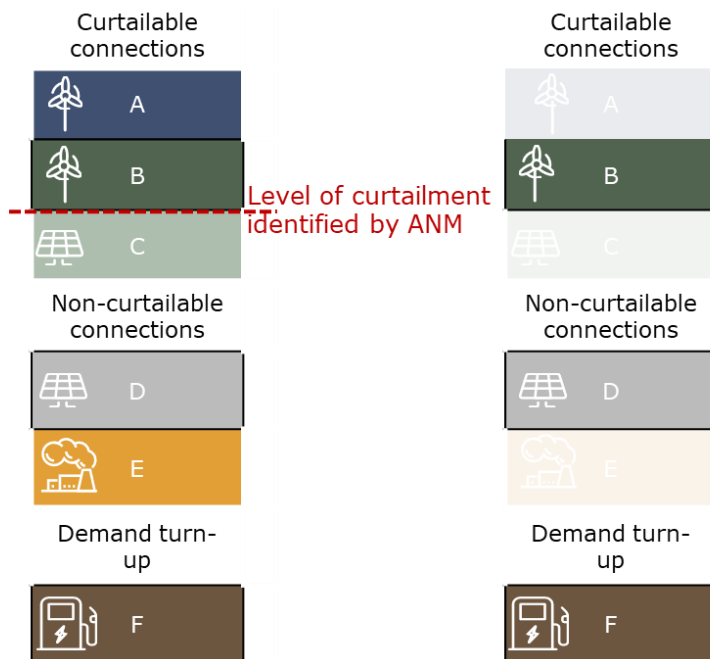 Curtailable
connections
A
B
Level of curtailment
identified by ANM
C
Non-curtailable
connections
D
E
Demand turn-
up
F
Curtailable
connections
A
B
C
Non-curtailable
connections
D
E
Demand turn-
up
F